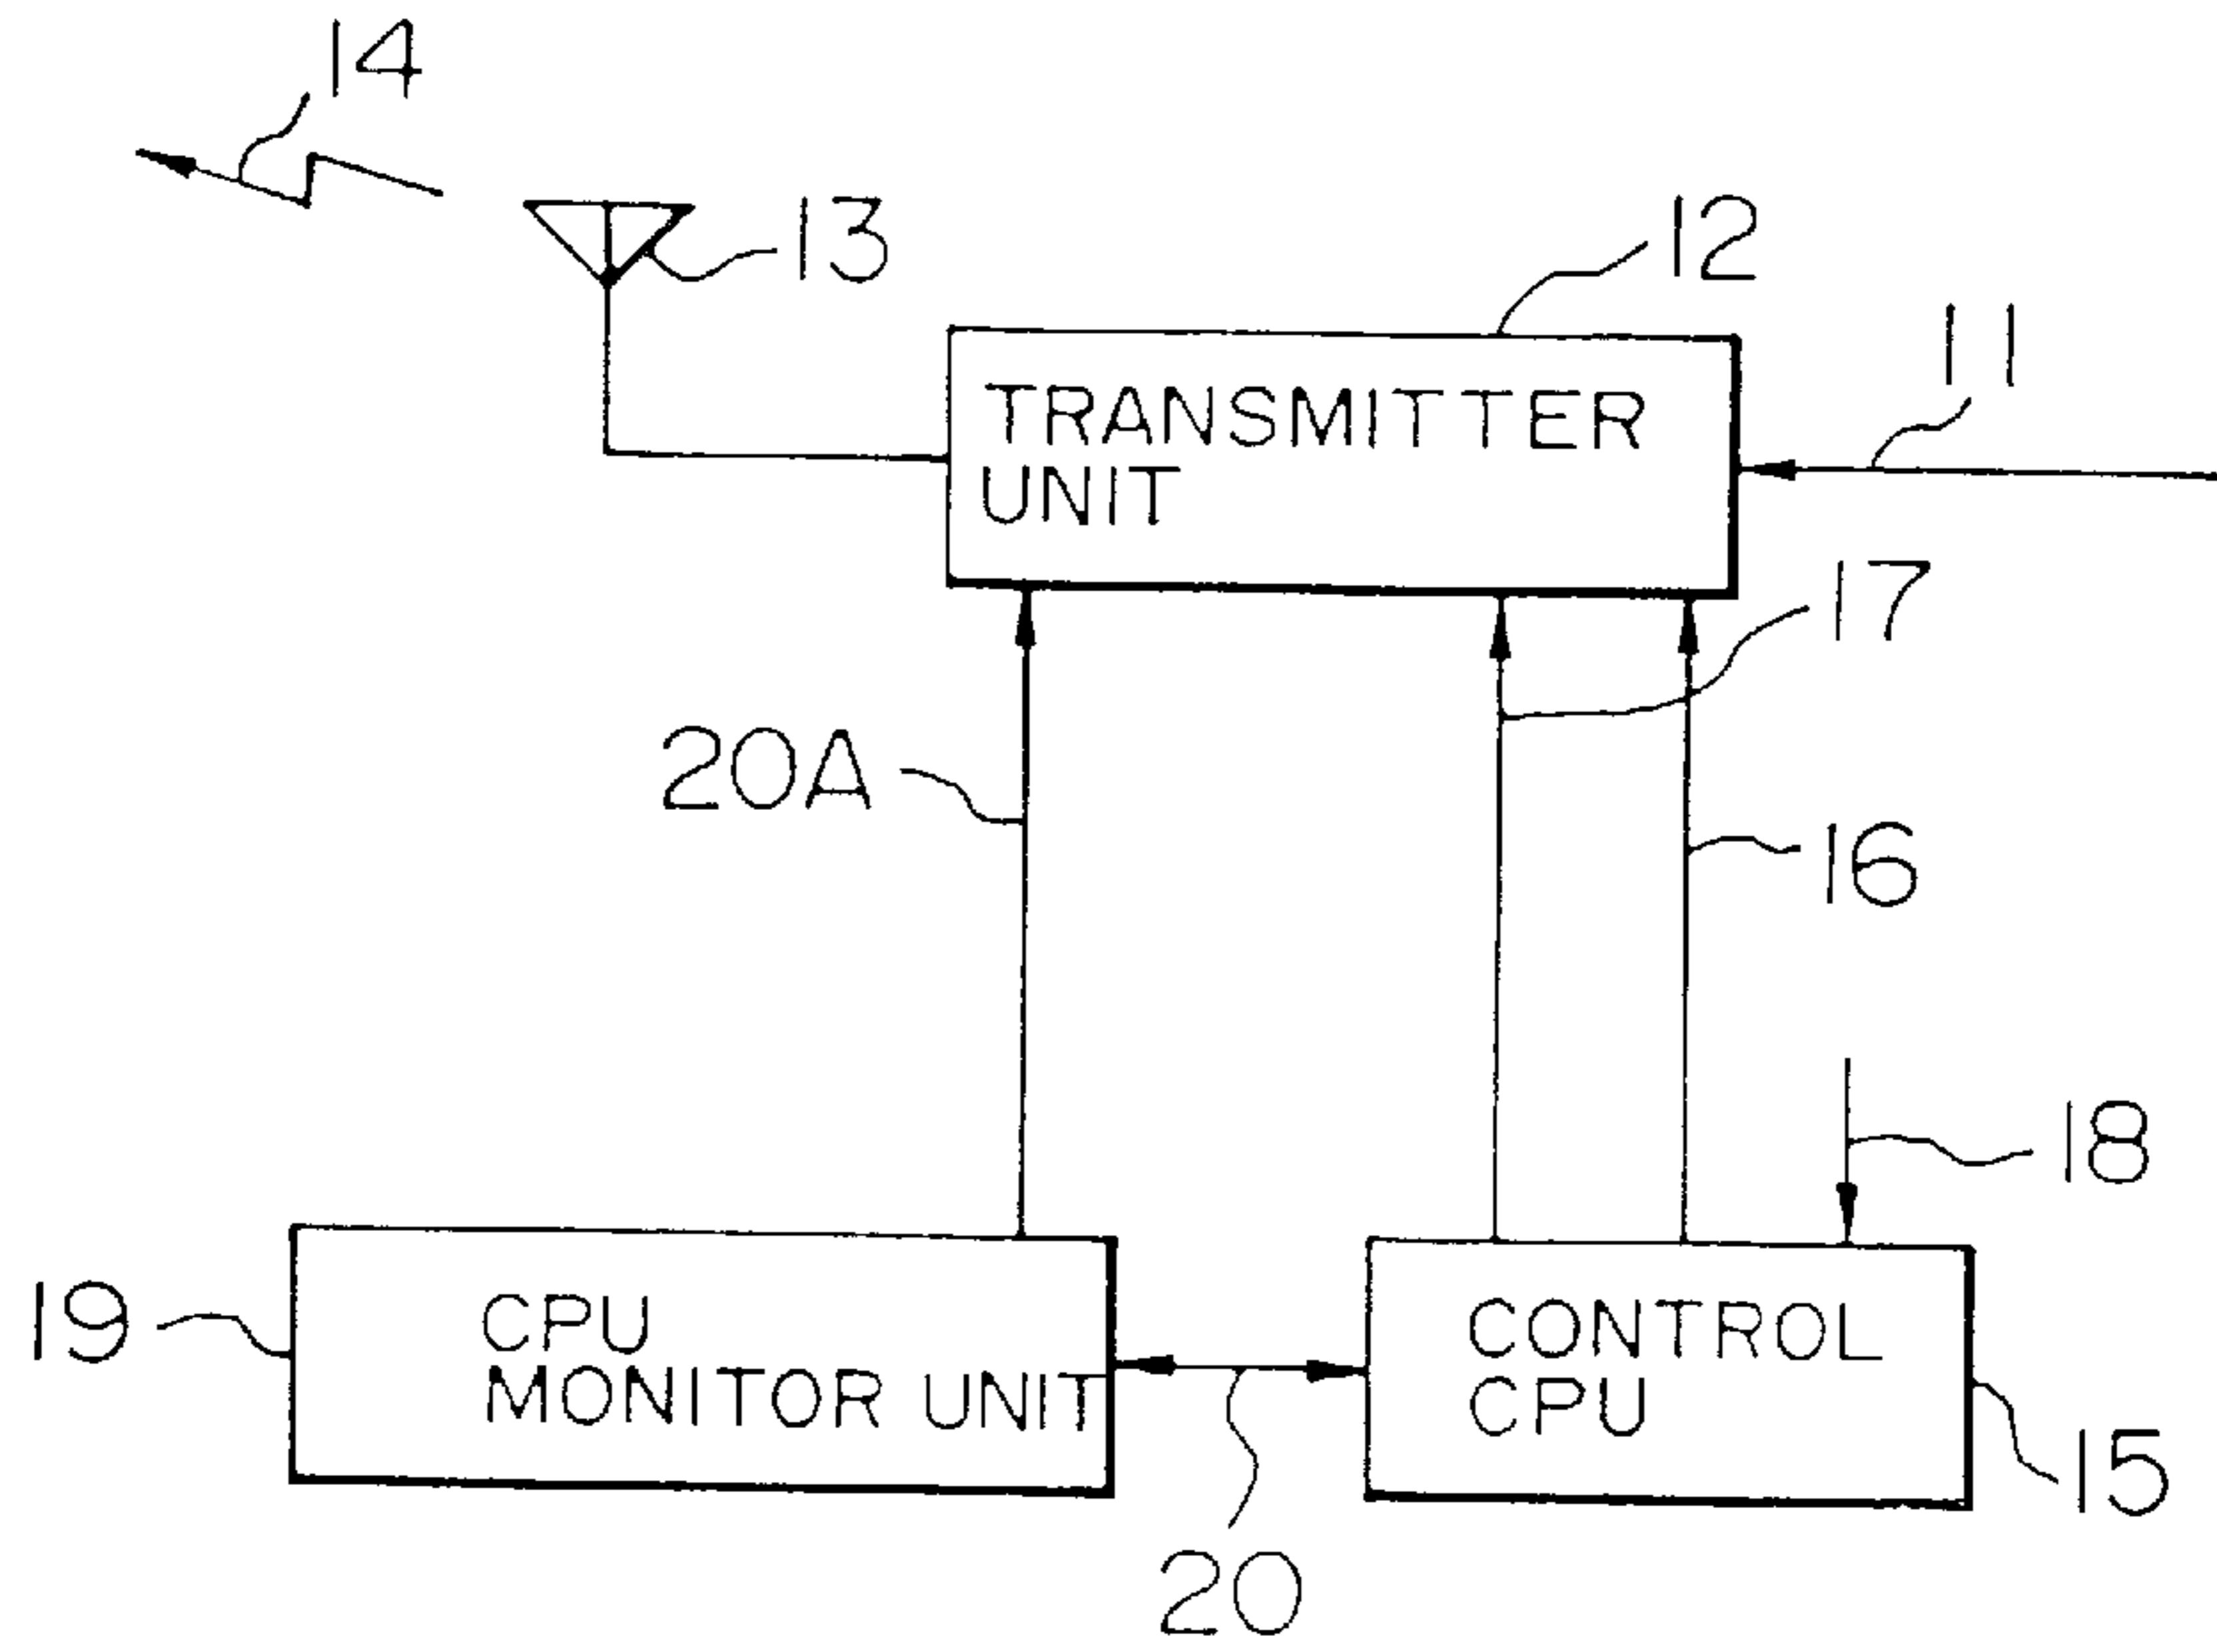 14
13
12
11
TRANSMITTER
UNIT
17
20A
16
18
19
CPU
MONITOR UNIT
CONTROL
CPU
15
20